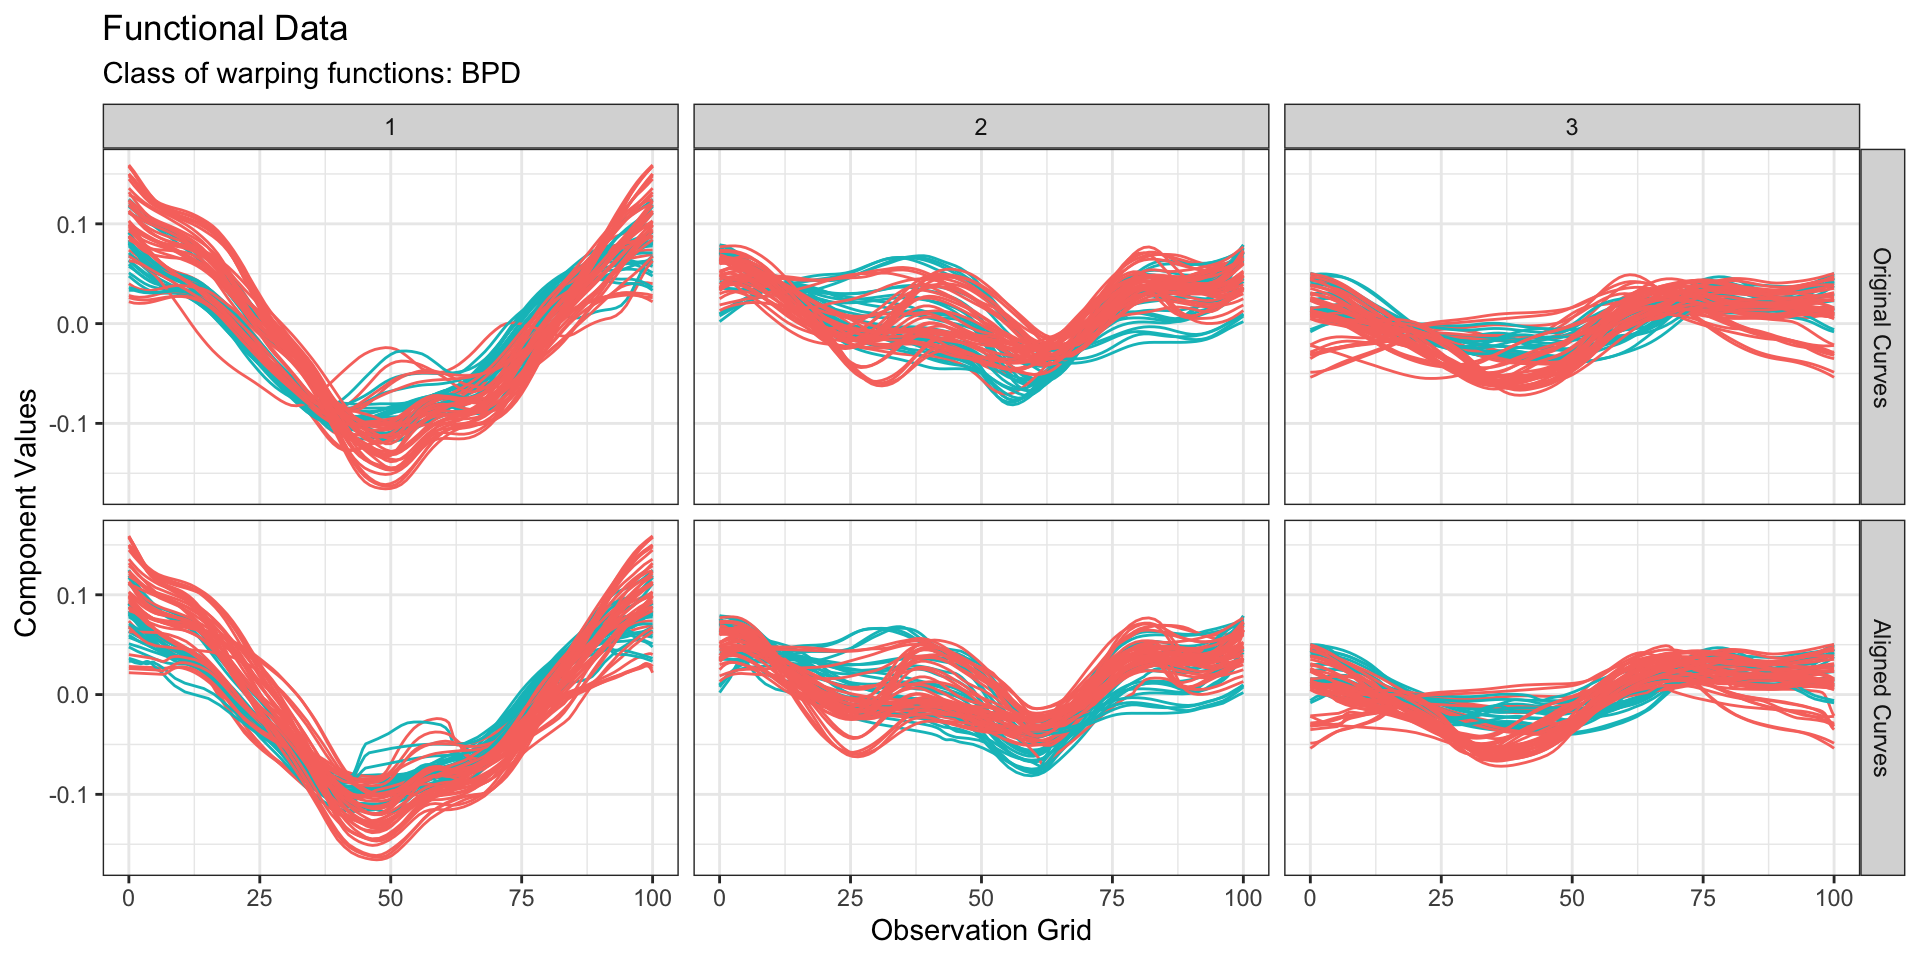 Functional Data
Class of warping functions: BPD
1
2
3
0.1
0.0
-0.1
Original Curves
0.1
0.0
-0.1
Aligned Curves
Component Values
0 25 50 75 100
0 25 50 75 100
0 25 50 75 100
Observation Grid